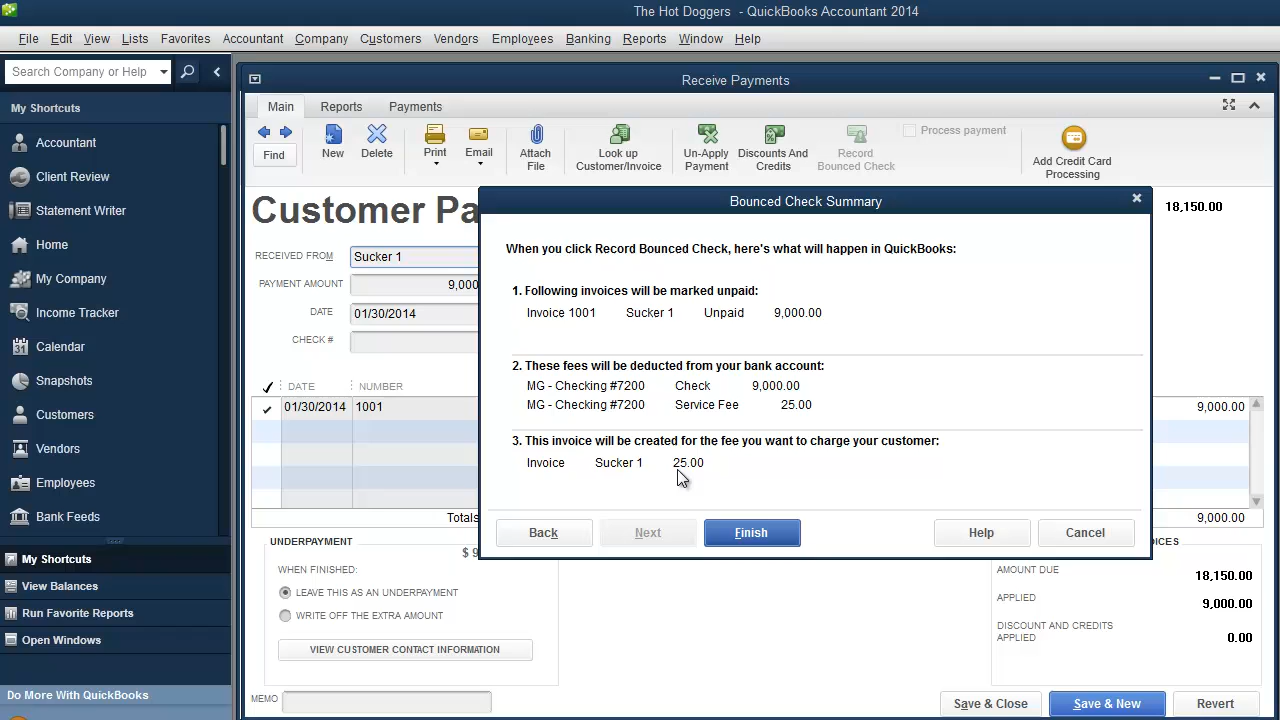 The Hot Doggers - QuickBooks Accountant 2014
File Edit View Lists Favorites Accountant Company Customers Vendors Employees Banking Reports Window Help
Search Company or Help
My Shortcuts
Accountant
Client Review
Statement Writer
Home
My Company
Income Tracker
Calendar
Snapshots
Customers
Vendors
Employees
Bank Feeds
My Shortcuts
View Balances
Run Favorite Reports
Open Windows
Do More With QuickBooks
Receive Payments
Main Reports Payments
Find
New
Delete
Print
Email
Attach
File
Look up
Customer/Invoice
Un-Apply
Payment
Discounts And
Credits
Record
Bounced Check
Process payment
Add Credit Card
Processing
Customer Pa
18,150.00
RECEIVED FROM Sucker 1
PAYMENT AMOUNT 9,000
DATE 01/30/2014
CHECK #
DATE NUMBER
01/30/2014 1001 9,000.00
Totals 9,000.00
Bounced Check Summary
When you click Record Bounced Check, here's what will happen in QuickBooks:
1. Following invoices will be marked unpaid:
Invoice 1001 Sucker 1 Unpaid 9,000.00
2. These fees will be deducted from your bank account:
MG - Checking #7200 Check 9,000.00
MG - Checking #7200 Service Fee 25.00
3. This invoice will be created for the fee you want to charge your customer:
Invoice Sucker 1 25.00
Back Next Finish Help Cancel
UNDERPAYMENT $ 9
WHEN FINISHED:
LEAVE THIS AS AN UNDERPAYMENT
WRITE OFF THE EXTRA AMOUNT
VIEW CUSTOMER CONTACT INFORMATION
OICES
AMOUNT DUE 18,150.00
APPLIED 9,000.00
DISCOUNT AND CREDITS
APPLIED 0.00
MEMO
Save & Close Save & New Revert